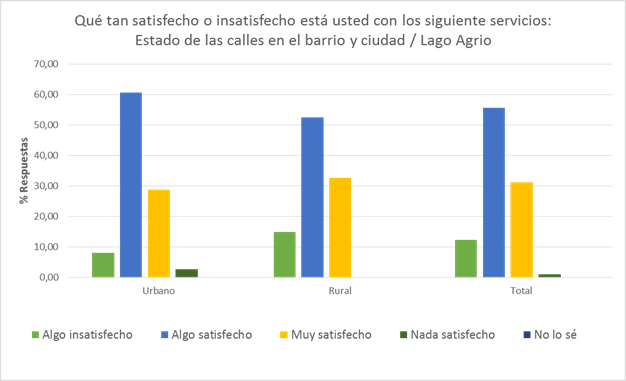 Qué tan satisfecho o insatisfecho está usted con los siguiente servicios:
Estado de las calles en el barrio y ciudad / Lago Agrio
70,00
60,00
50,00
40,00
30,00
20,00
10,00
0,00
% Respuestas
Urbano Rural Total
Algo insatisfecho Algo satisfecho Muy satisfecho Nada satisfecho No lo sé